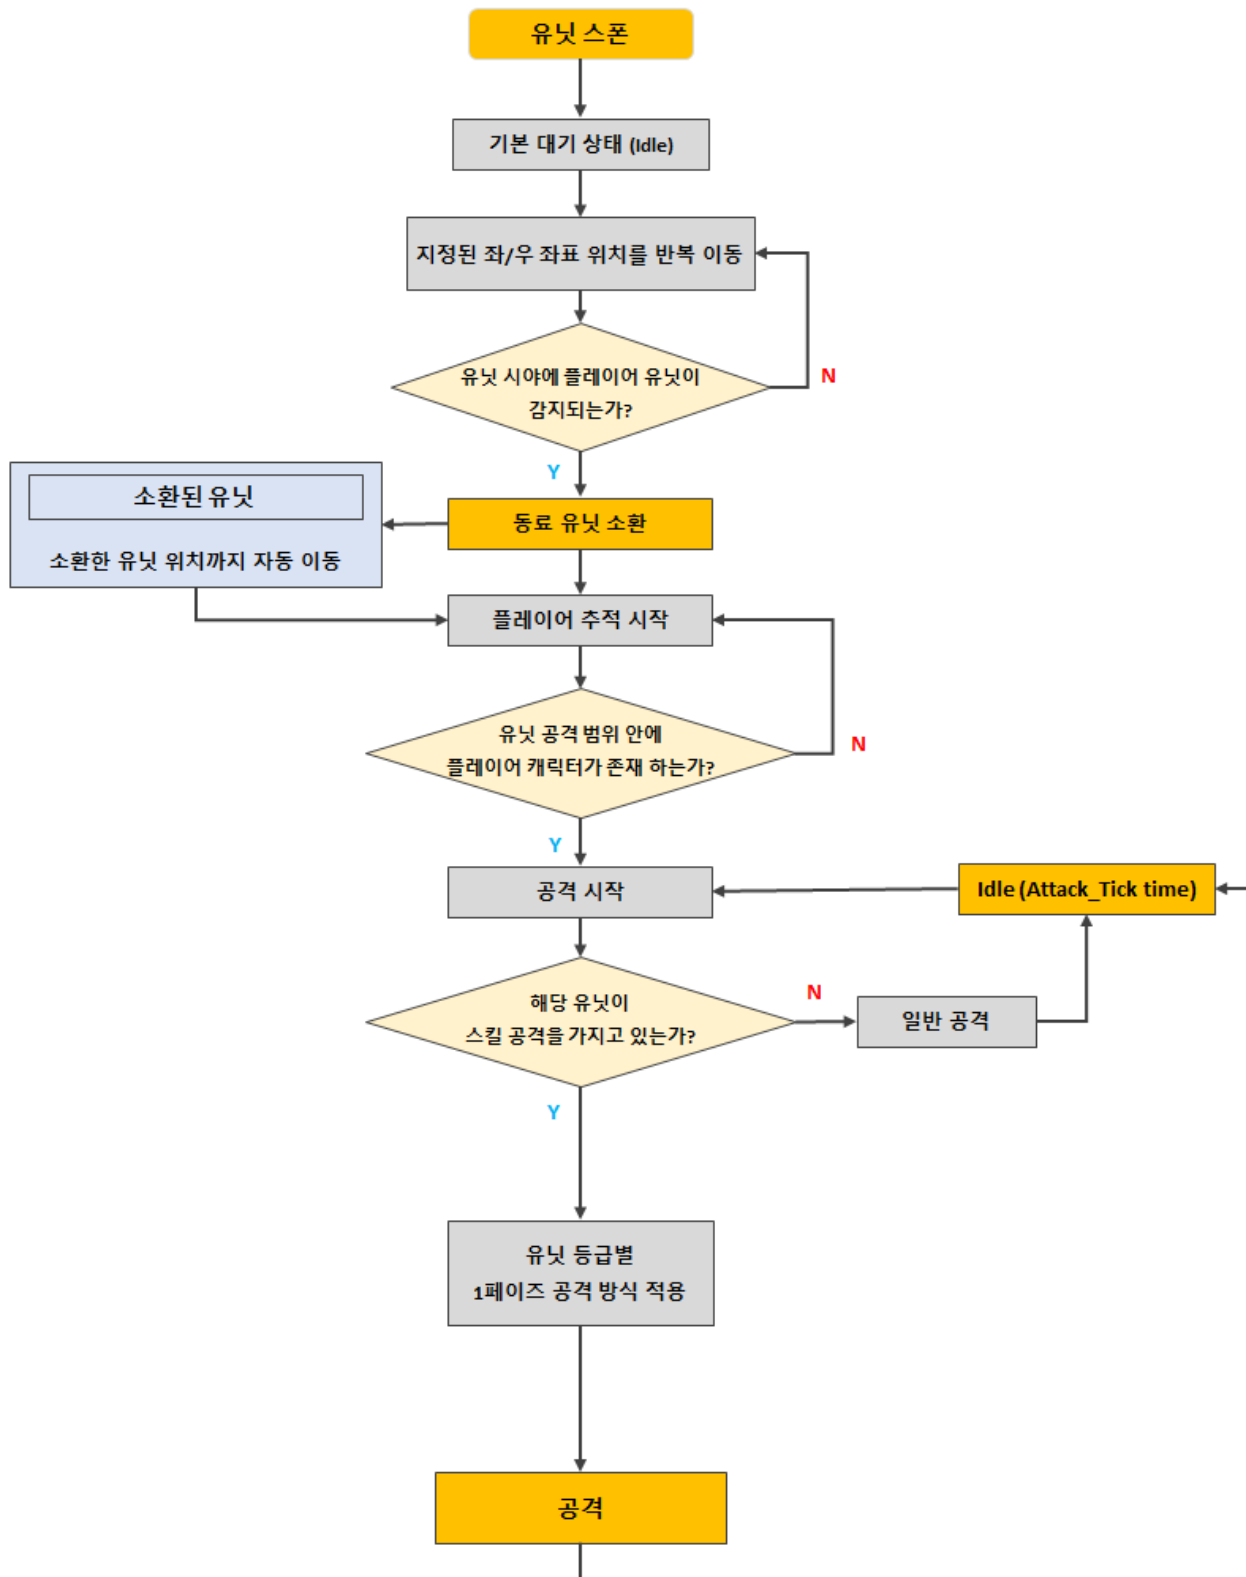 유닛 스폰
기본 대기 상태 (Idle)
지정된 좌/우 좌표 위치를 반복 이동
유닛 시야에 플레이어 유닛이
감지되는가?
N
Y
소환된 유닛
소환한 유닛 위치까지 자동 이동
동료 유닛 소환
플레이어 추적 시작
유닛 공격 범위 안에
플레이어 캐릭터가 존재 하는가?
N
Y
공격 시작
Idle (Attack_Tick time)
해당 유닛이
스킬 공격을 가지고 있는가?
N
일반 공격
Y
유닛 등급별
1페이즈 공격 방식 적용
공격